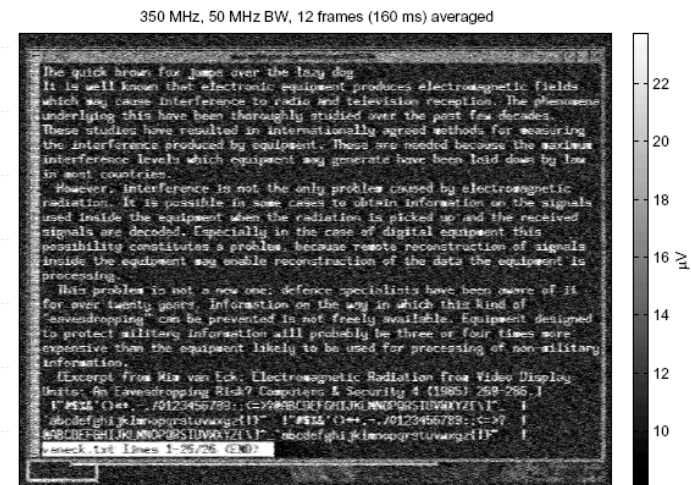 350 MHz, 50 MHz BW, 12 frames (160 ms) averaged
The quick brown fox jumps over the lazy dog
It is well known that electronic equipment produces electromagnetic fields
which may cause interference to radio and television reception. The phenomena
underlying this have been thoroughly studied over the past few decades.
These studies have resulted in internationally agreed methods for measuring
the interference produced by equipment. These are needed because the maximum
interference levels which equipment may generate have been laid down by law
in most countries.
However, interference is not the only problem caused by electromagnetic
radiation. It is possible in some cases to obtain information on the signals
used inside the equipment when the radiation is picked up and the received
signals are decoded. Especially in the case of digital equipment this
possibility constitutes a problem, because remote reconstruction of signals
inside the equipment may enable reconstruction of the data the equipment is
processing.
This problem is not a new one; defence specialists have been aware of it
for over twenty years. Information on the way in which this kind of
"eavesdropping" can be prevented is not freely available. Equipment designed
to protect military information will probably be three or four times more
expensive than the equipment likely to be used for processing of non-military
information.
[Excerpt from Wim van Eck: Electromagnetic Radiation from Video Display
Units: An Eavesdropping Risk? Computers & Security 4 (1985) 269-286.]
!"#$%&'()*+,-./0123456789:;<=>?@ABCDEFGHIJKLMNOPQRSTUVWXYZ[\]^_
`abcdefghijklmnopqrstuvwxyz{|}~ !"#$%&'()*+,-./0123456789:;<=>?
@ABCDEFGHIJKLMNOPQRSTUVWXYZ[\]^_`abcdefghijklmnopqrstuvwxyz{|}~
vaneck.txt lines 1-26/26 (END)
22
20
18
16
14
12
10
µV